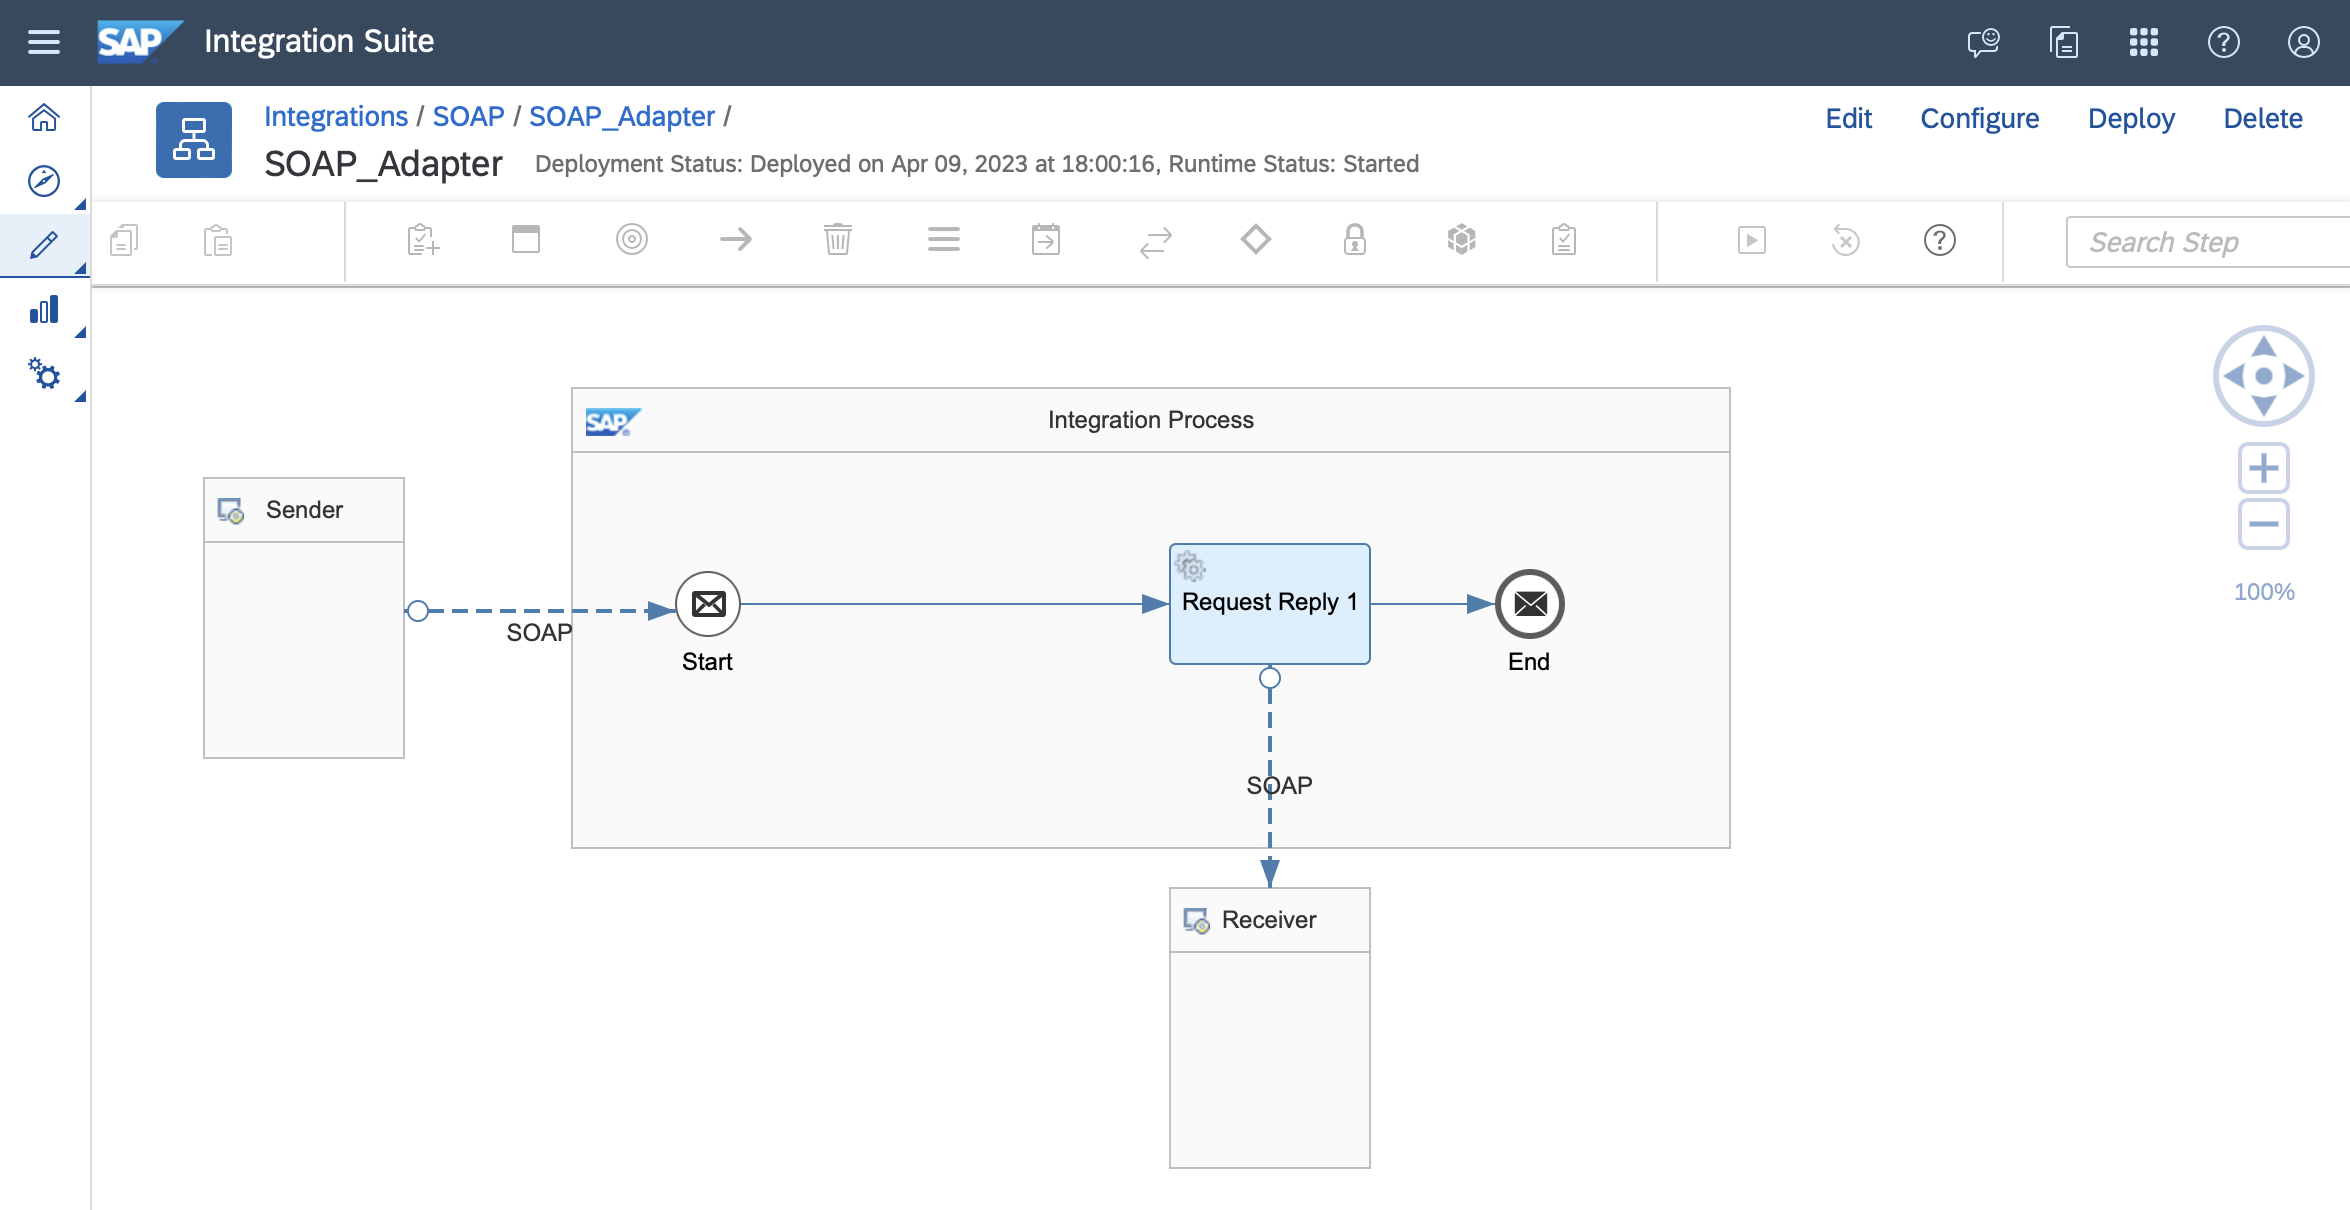 SAP Integration Suite
Integrations / SOAP / SOAP_Adapter /
Edit Configure Deploy Delete
SOAP_Adapter Deployment Status: Deployed on Apr 09, 2023 at 18:00:16, Runtime Status: Started
Search Step
SAP Integration Process
Sender
Request Reply 1
SOAP
Start
End
100%
SOAP
Receiver